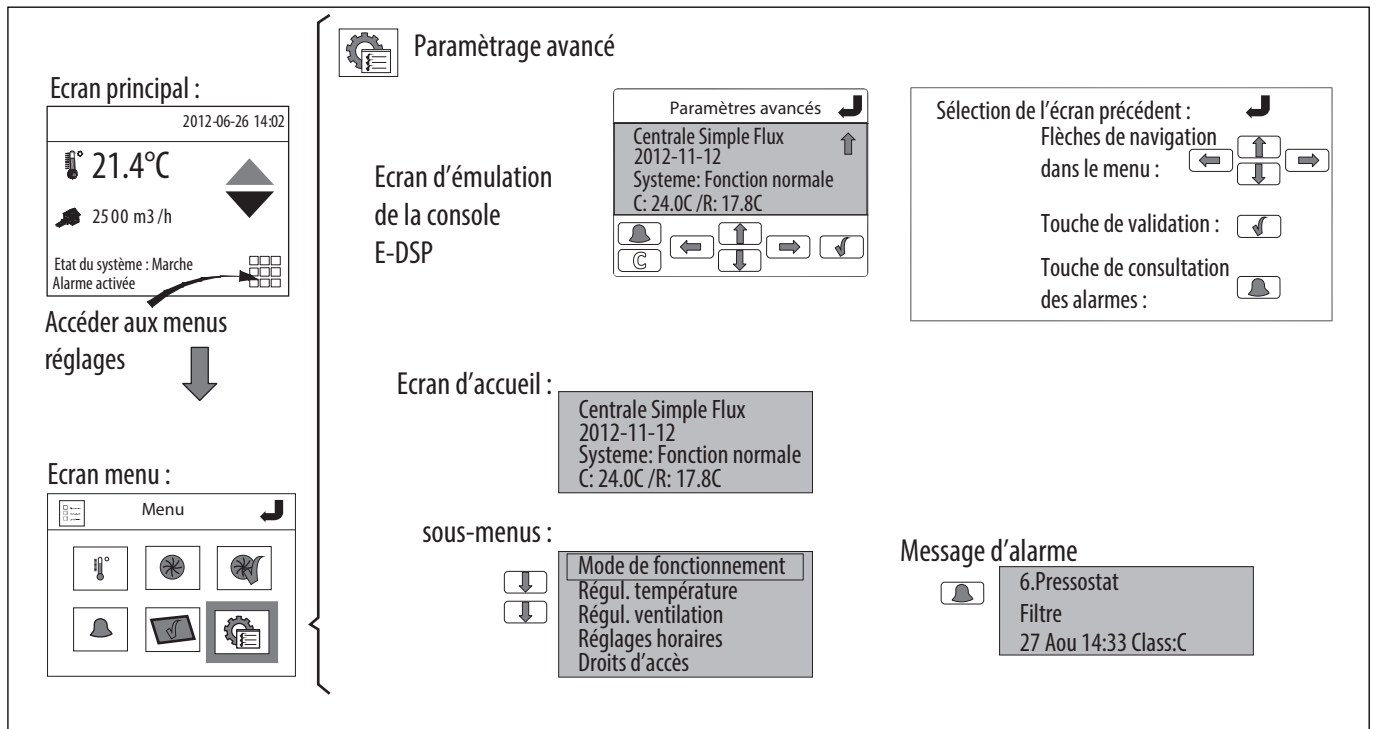 Paramètrage avancé
Ecran principal :
2012-06-26 14:02
21.4°C
2500 m3 /h
Etat du système : Marche
Alarme activée
Accéder aux menus
réglages
Ecran menu :
Menu
Ecran d'émulation
de la console
E-DSP
Paramètres avancés
Centrale Simple Flux
2012-11-12
Systeme: Fonction normale
C: 24.0C /R: 17.8C
C
Sélection de l'écran précédent :
Flèches de navigation
dans le menu :
Touche de validation :
Touche de consultation
des alarmes :
Ecran d'accueil :
Centrale Simple Flux
2012-11-12
Systeme: Fonction normale
C: 24.0C /R: 17.8C
sous-menus :
Mode de fonctionnement
Régul. température
Régul. ventilation
Réglages horaires
Droits d'accès
Message d'alarme
6.Pressostat
Filtre
27 Aou 14:33 Class:C